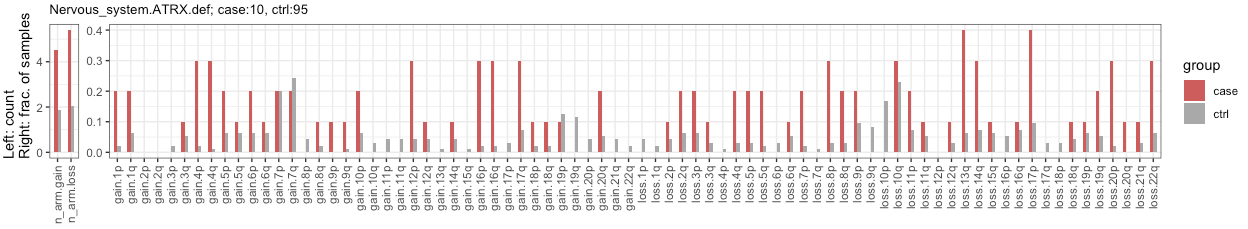 Nervous_system.ATRX.def; case:10, ctrl:95
Left: count
Right: frac. of samples
4
2
0
0.4
0.3
0.2
0.1
0.0
n_arm.gain
n_arm.loss
gain.1p
gain.1q
gain.2p
gain.2q
gain.3p
gain.3q
gain.4p
gain.4q
gain.5p
gain.5q
gain.6p
gain.6q
gain.7p
gain.7q
gain.8p
gain.8q
gain.9p
gain.9q
gain.10p
gain.10q
gain.11p
gain.11q
gain.12p
gain.12q
gain.13q
gain.14q
gain.15q
gain.16p
gain.16q
gain.17p
gain.17q
gain.18p
gain.18q
gain.19p
gain.19q
gain.20p
gain.20q
gain.21q
gain.22q
loss.1p
loss.1q
loss.2p
loss.2q
loss.3p
loss.3q
loss.4p
loss.4q
loss.5p
loss.5q
loss.6p
loss.6q
loss.7p
loss.7q
loss.8p
loss.8q
loss.9p
loss.9q
loss.10p
loss.10q
loss.11p
loss.11q
loss.12p
loss.12q
loss.13q
loss.14q
loss.15q
loss.16p
loss.16q
loss.17p
loss.17q
loss.18p
loss.18q
loss.19p
loss.19q
loss.20p
loss.20q
loss.21q
loss.22q
group
case
ctrl